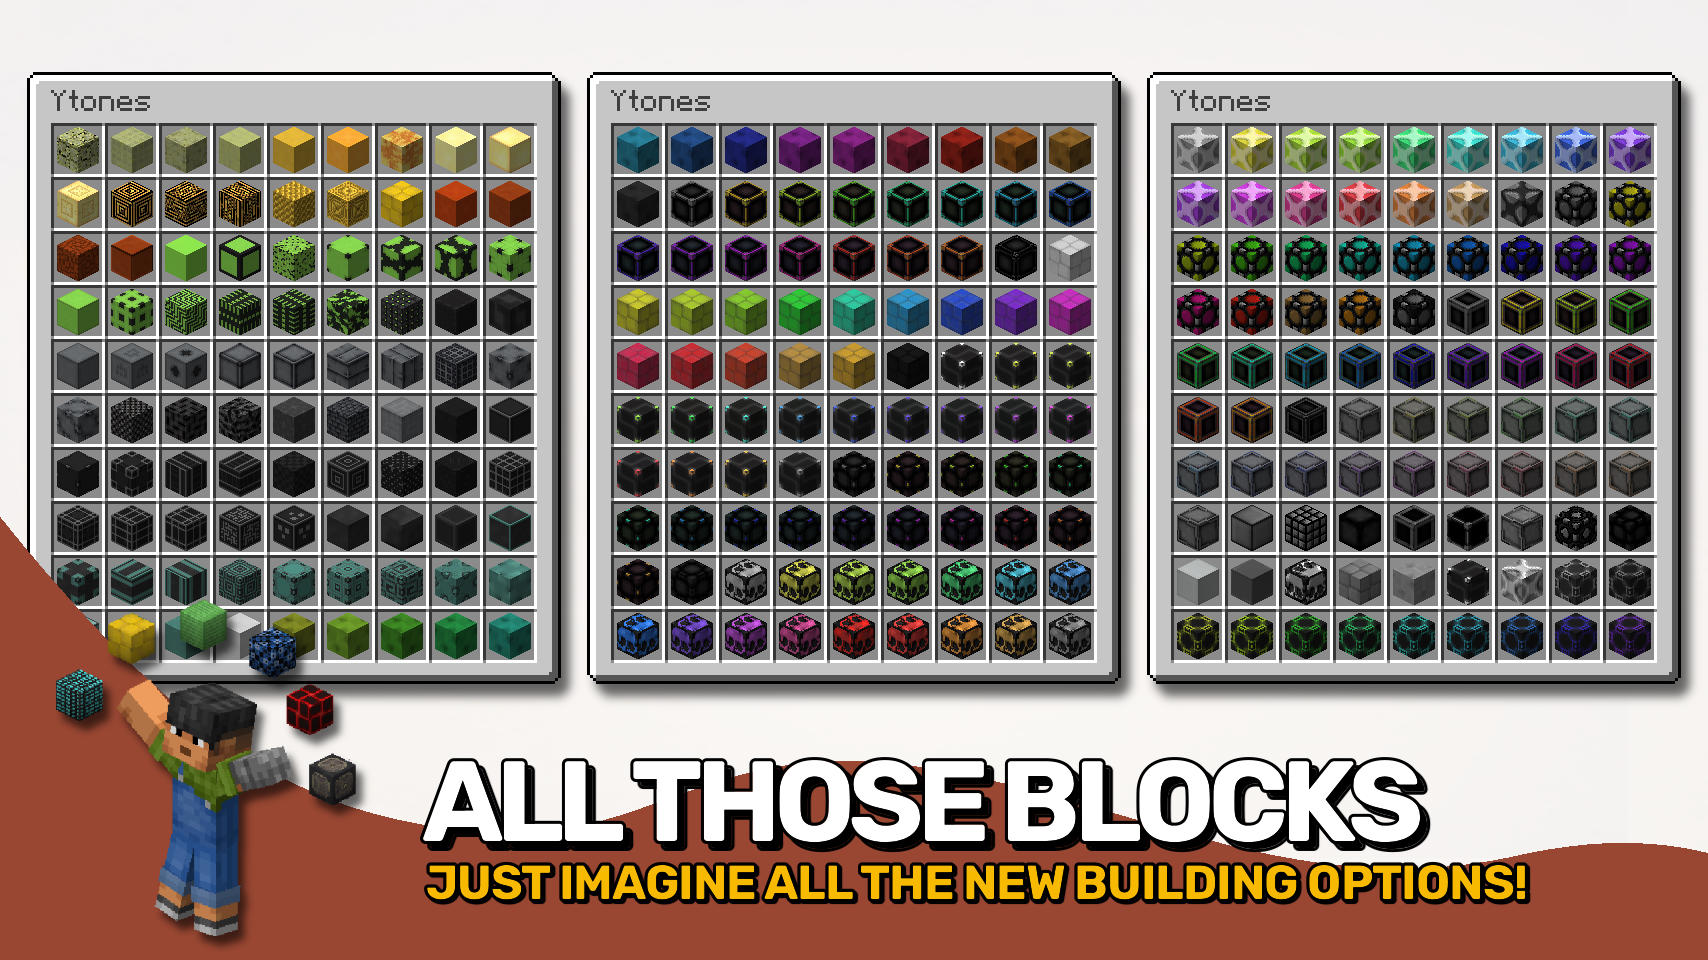 Ytones
Ytones
Ytones
ALL THOSE BLOCKS
JUST IMAGINE ALL THE NEW BUILDING OPTIONS!